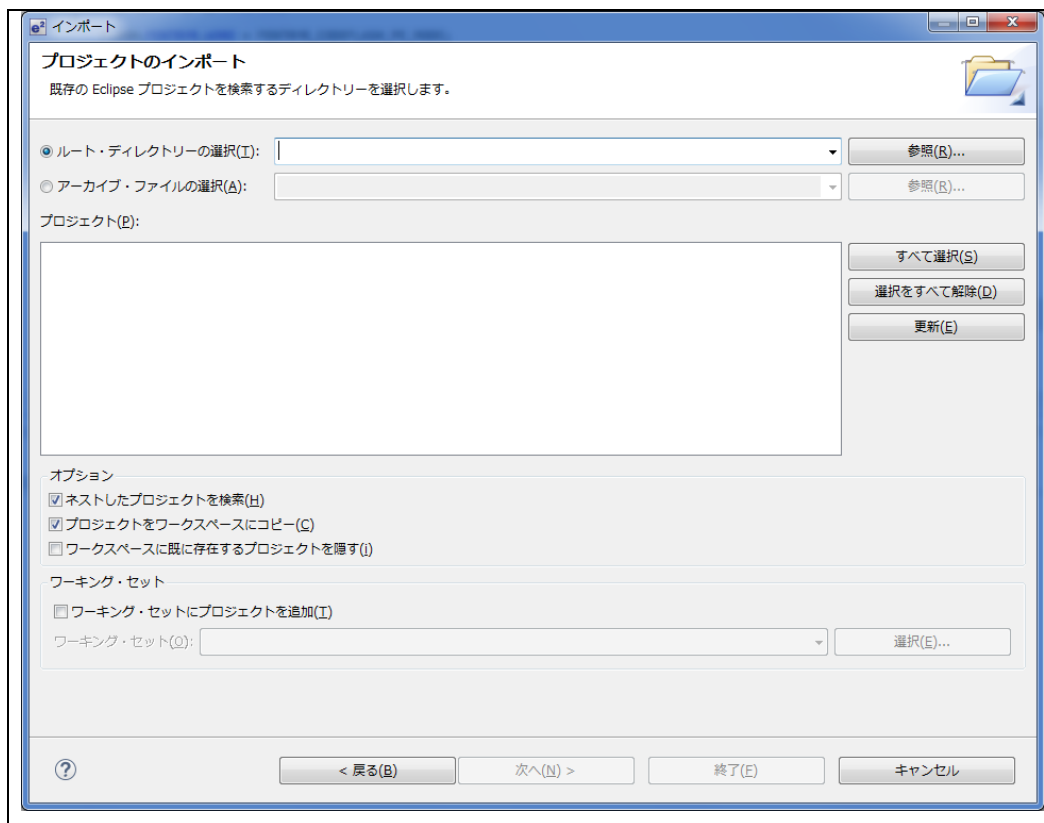 e² インポート
プロジェクトのインポート
既存の Eclipse プロジェクトを検索するディレクトリーを選択します。
ルート・ディレクトリーの選択(T): 参照(R)...
アーカイブ・ファイルの選択(A): 参照(R)...
プロジェクト(P):
すべて選択(S)
選択をすべて解除(D)
更新(E)
オプション
ネストしたプロジェクトを検索(H)
プロジェクトをワークスペースにコピー(C)
ワークスペースに既に存在するプロジェクトを隠す(i)
ワーキング・セット
ワーキング・セットにプロジェクトを追加(T)
ワーキング・セット(O): 選択(E)...
? < 戻る(B) 次へ(N) > 終了(F) キャンセル